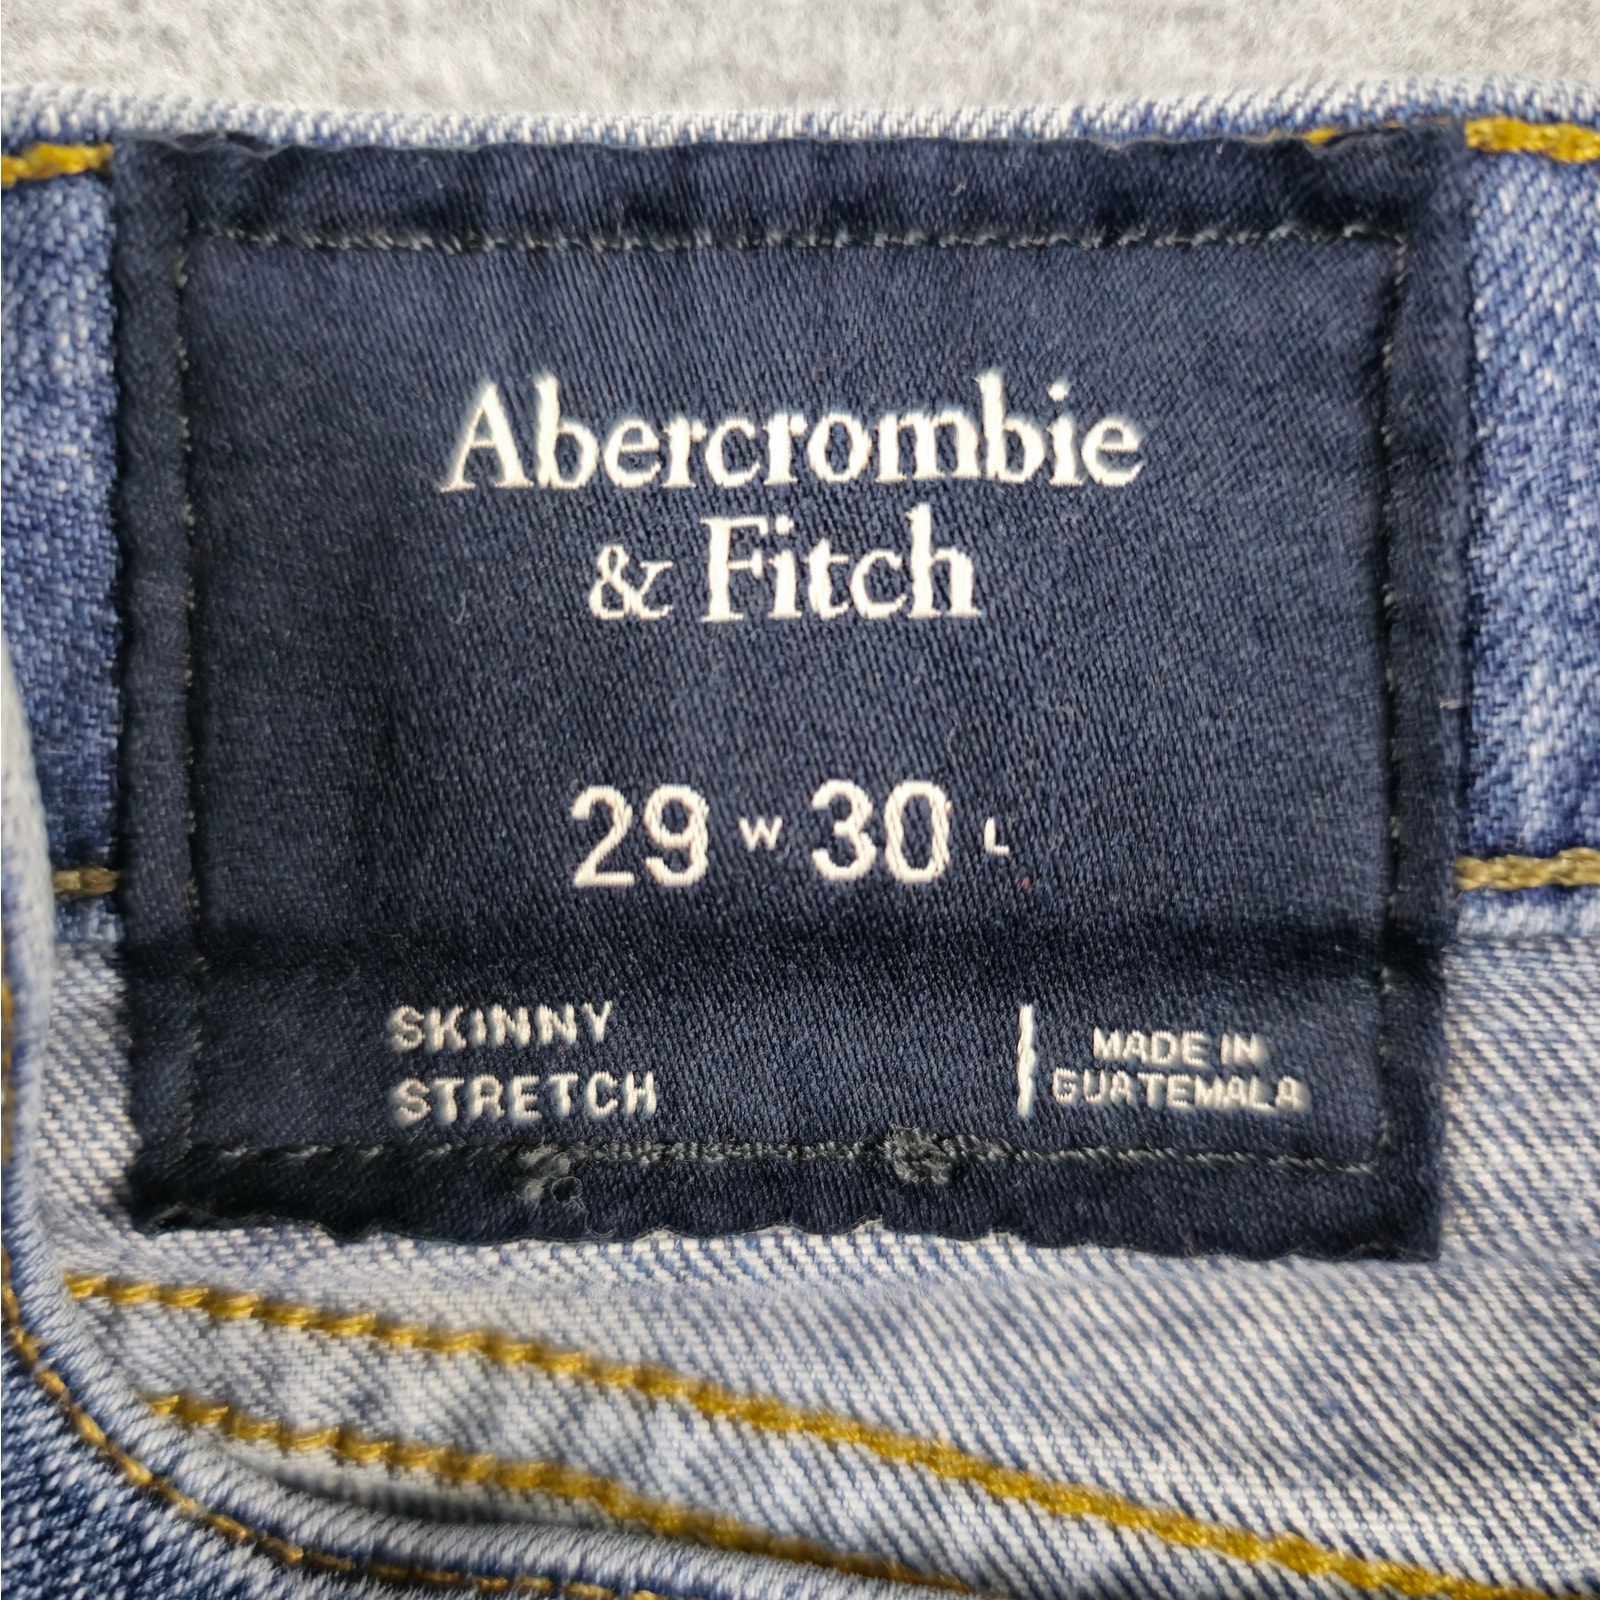 Abercrombie
& Fitch
29 W 30 L
SKINNY
STRETCH
MADE IN
GUATEMALA